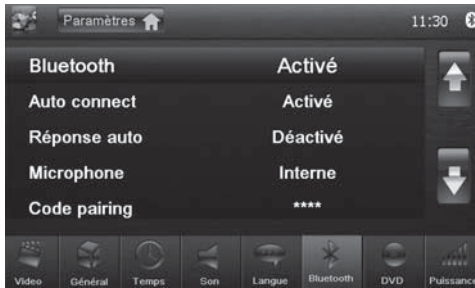 Paramètres 11:30
Bluetooth Activé
Auto connect Activé
Réponse auto Déactivé
Microphone Interne
Code pairing ****
Video Général Temps Son Langue Bluetooth DVD Puissance